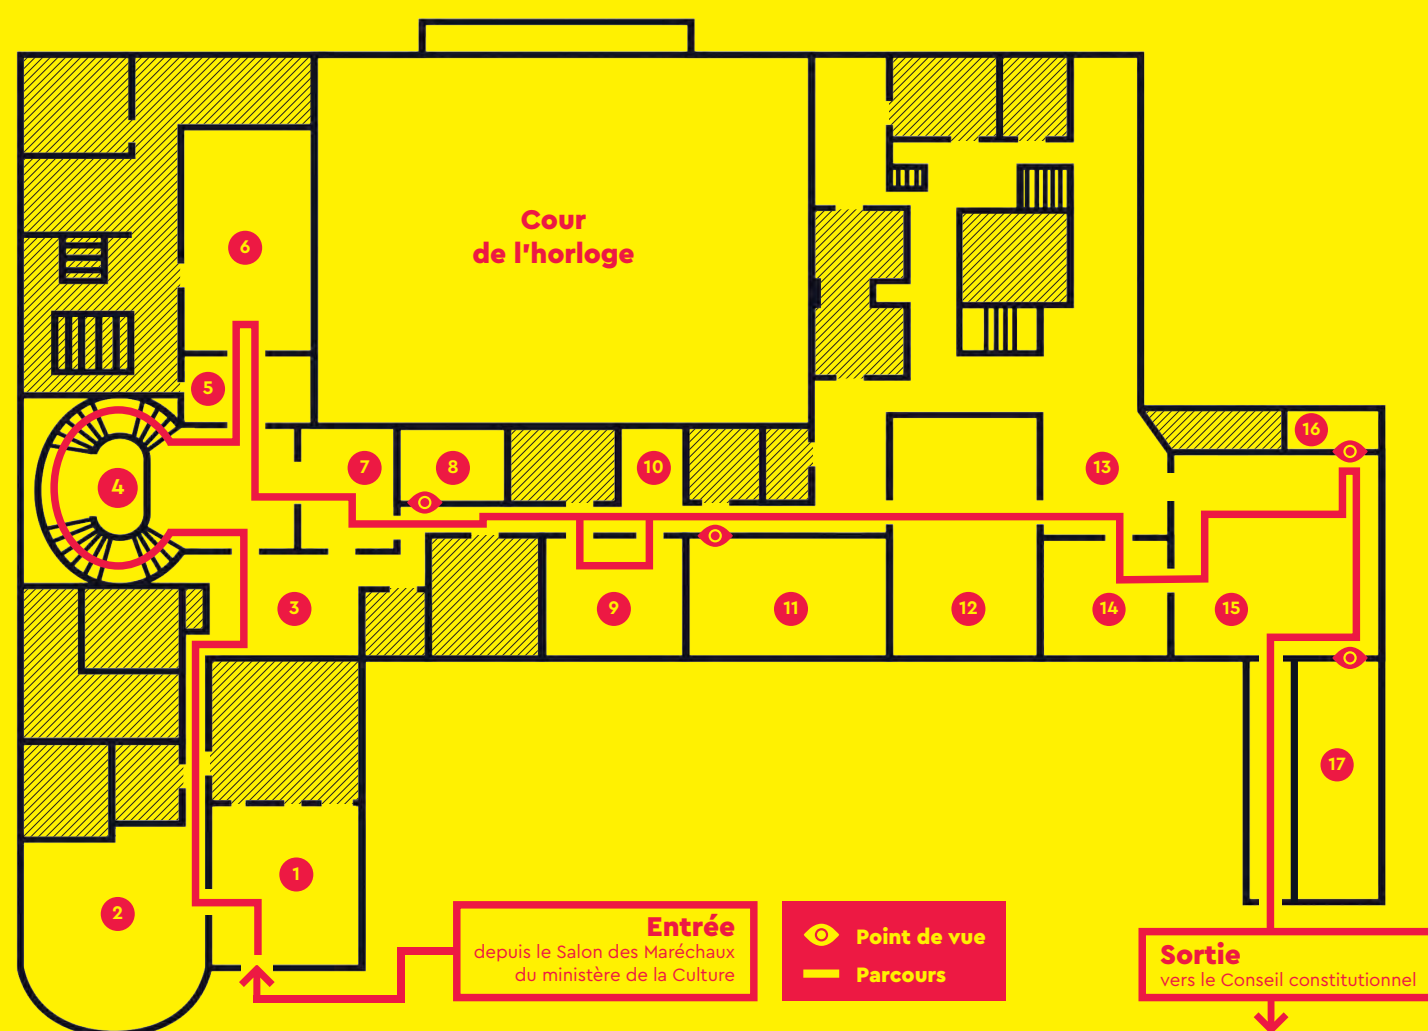 Cour
de l'horloge
6
5
4
7
8
10
13
16
3
9
11
12
14
15
17
1
2
Entrée
depuis le Salon des Maréchaux
du ministère de la Culture
Point de vue
Parcours
Sortie
vers le Conseil constitutionnel